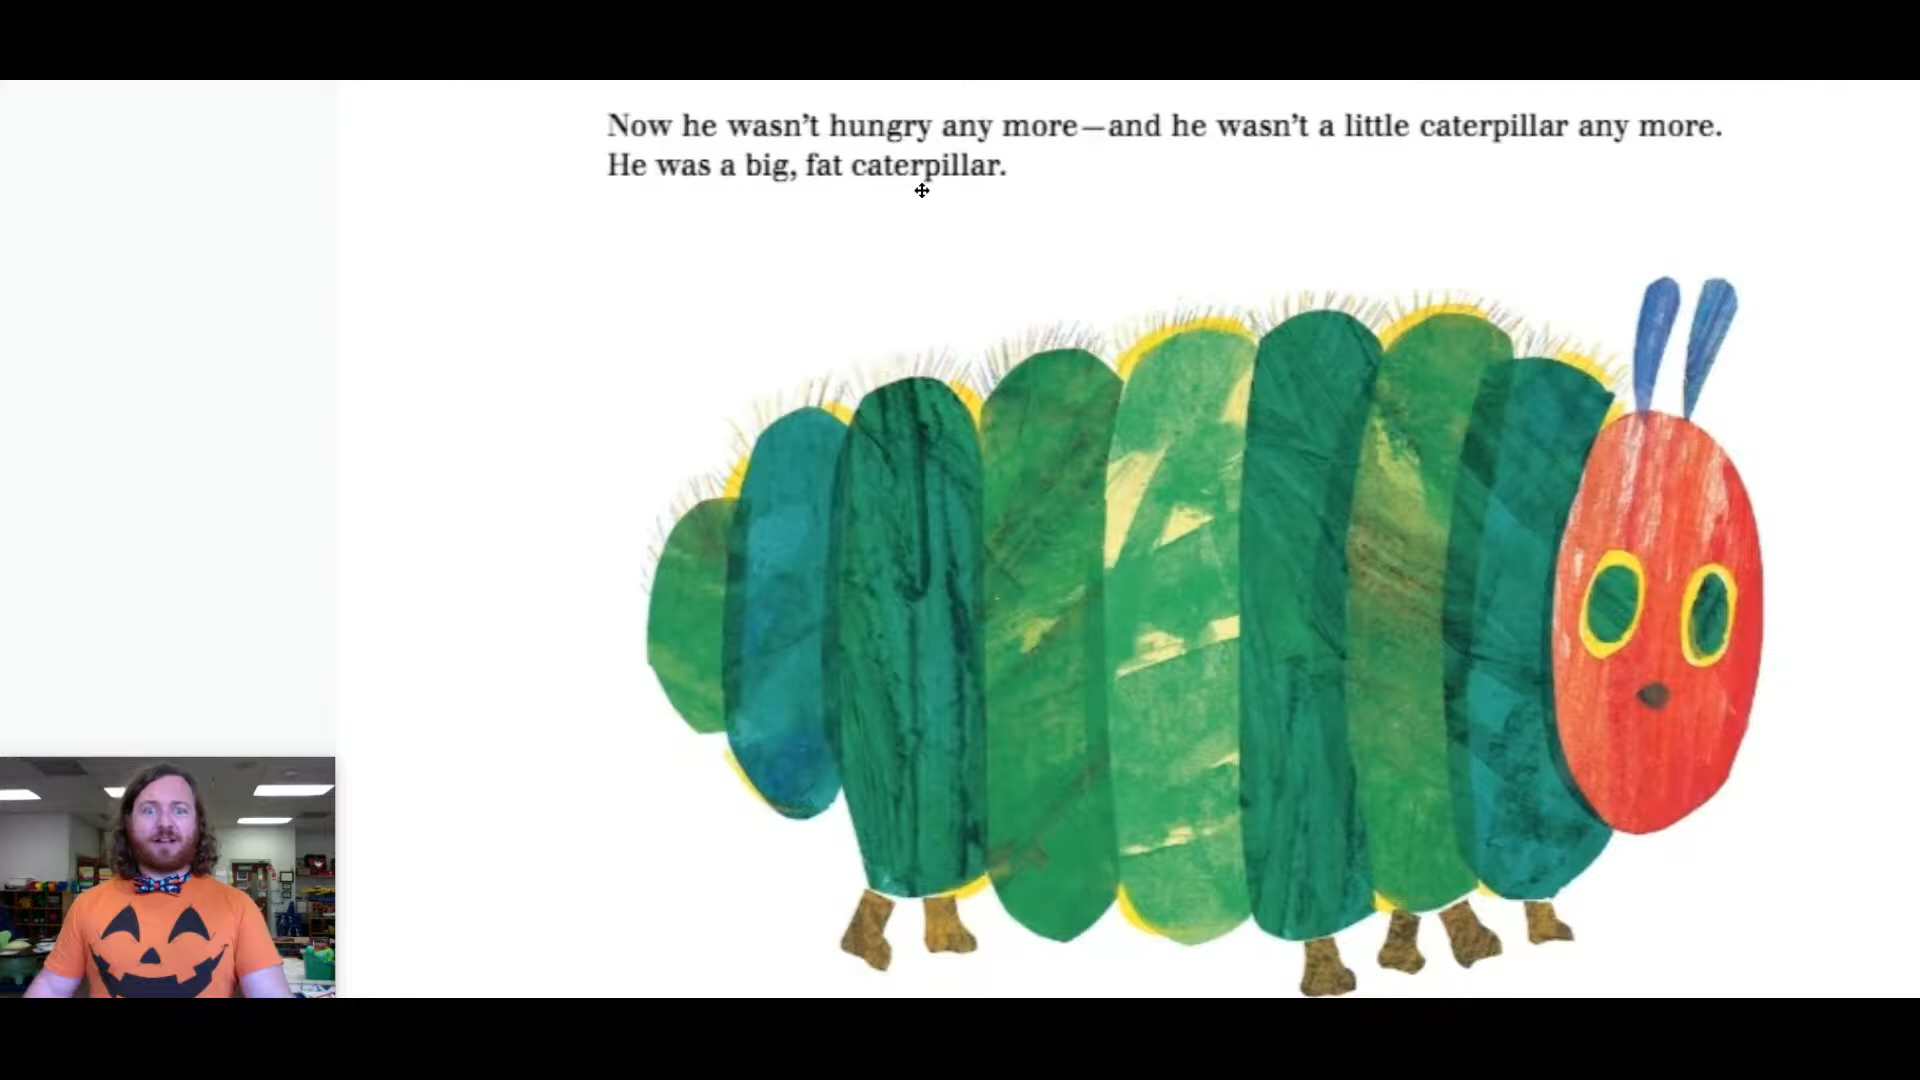 Now he wasn’t hungry any more—and he wasn’t a little caterpillar any more.
He was a big, fat caterpillar.